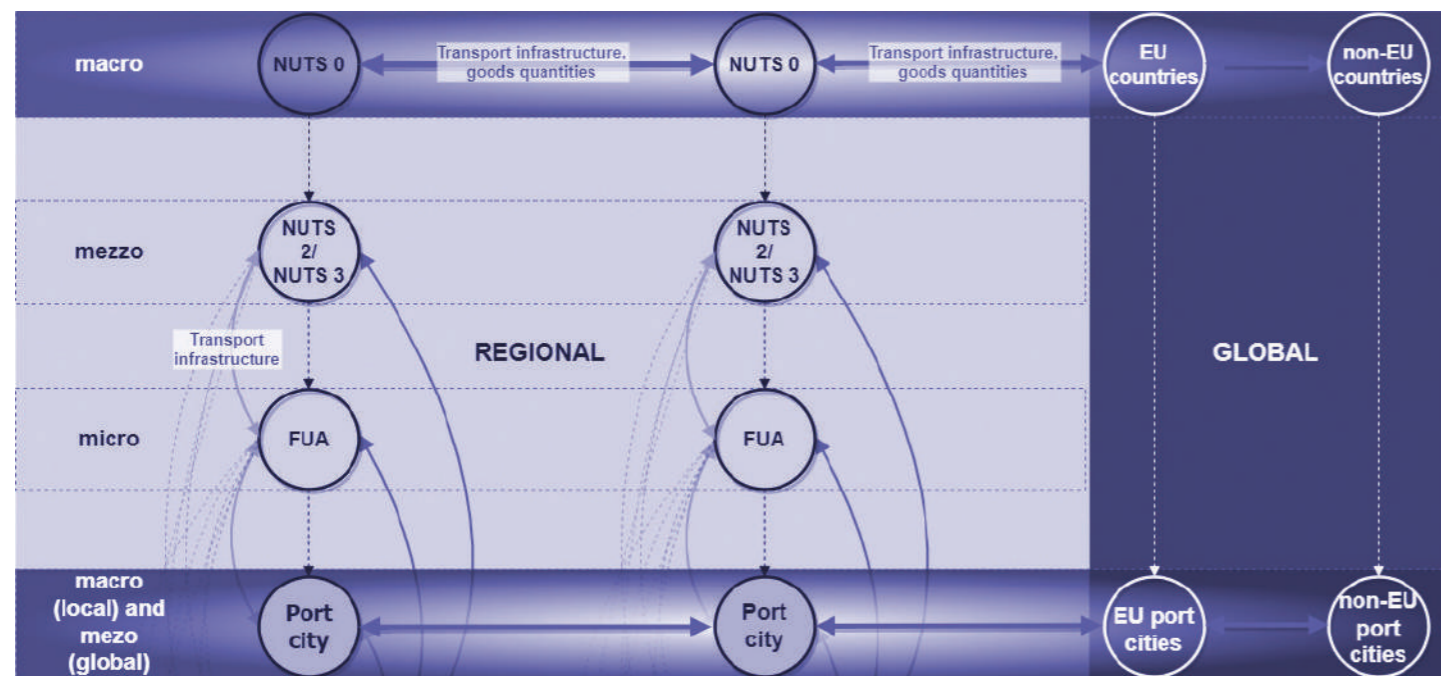 macro
NUTS 0
Transport infrastructure,
goods quantities
NUTS 0
Transport infrastructure,
goods quantities
EU
countries
non-EU
countries
mezzo
NUTS
2/
NUTS 3
NUTS
2/
NUTS 3
Transport
infrastructure
REGIONAL
GLOBAL
micro
FUA
FUA
macro
(local) and
mezo
(global)
Port
city
Port
city
EU port
cities
non-EU
port
cities